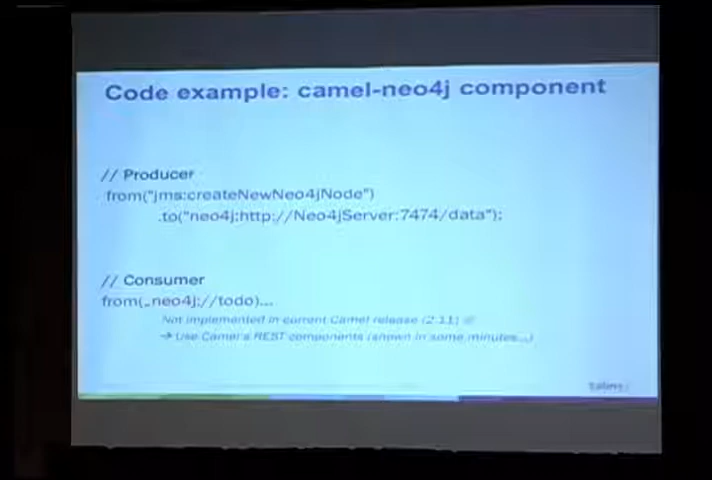 Code example: camel-neo4j component
// Producer
from("jms:createNewNeo4jNode")
.to("neo4j:http://Neo4jServer:7474/data");
// Consumer
from(„neo4j://todo)...
Not implemented in current Camel release (2.11)
→ Use Camel's REST components (shown in some minutes...)